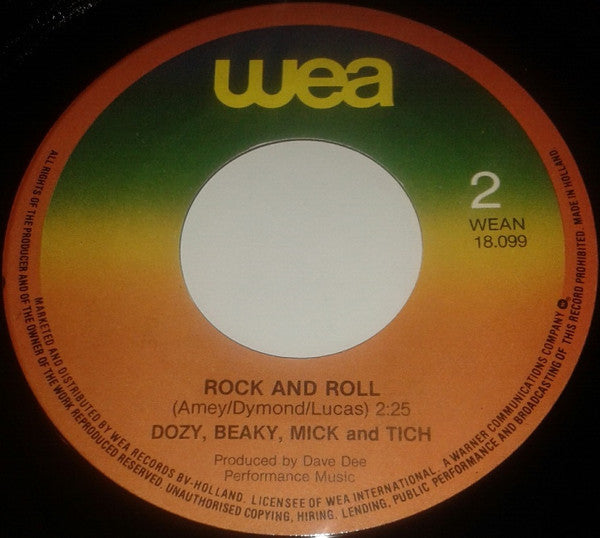 wea
2
WEAN
18.099
ROCK AND ROLL
(Amey/Dymond/Lucas) 2:25
DOZY, BEAKY, MICK and TICH
Produced by Dave Dee
Performance Music
MARKETED AND DISTRIBUTED BY WEA RECORDS BV-HOLLAND. LICENSEE OF WEA INTERNATIONAL. A WARNER COMMUNICATIONS COMPANY
ALL RIGHTS OF THE PRODUCER AND OF THE OWNER OF THE WORK REPRODUCED RESERVED. UNAUTHORISED COPYING, HIRING, LENDING, PUBLIC PERFORMANCE AND BROADCASTING OF THIS RECORD PROHIBITED. MADE IN HOLLAND.